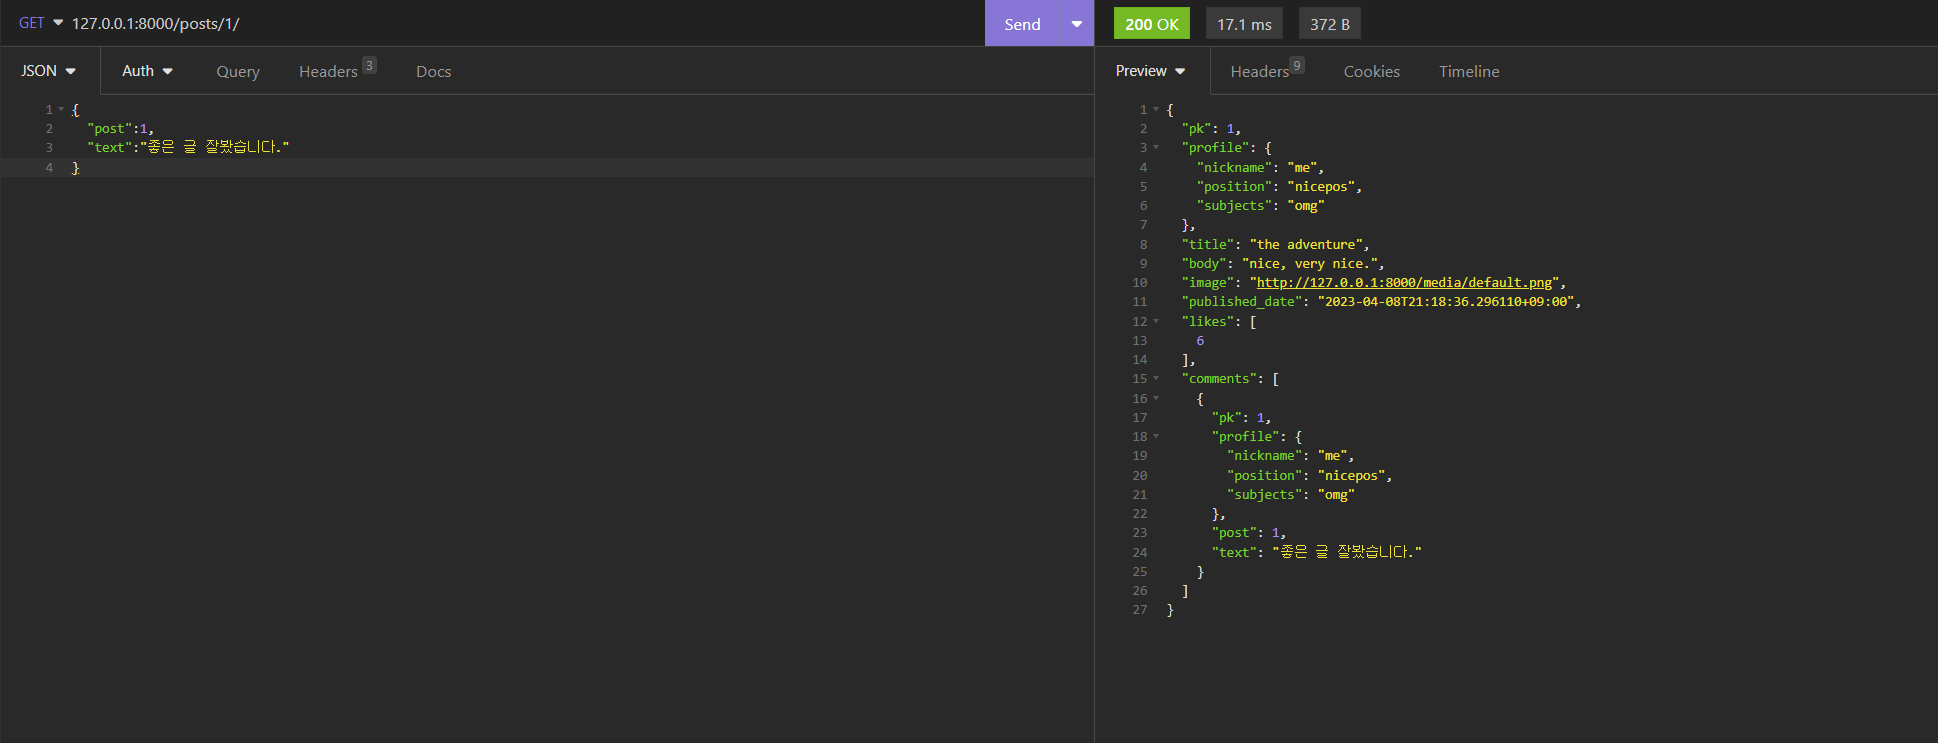 GET 127.0.0.1:8000/posts/1/ Send
200 OK 17.1 ms 372 B
JSON Auth Query Headers 3 Docs
Preview Headers 9 Cookies Timeline
1 {
2 "post":1,
3 "text":"좋은 글 잘봤습니다."
4 }
1 {
2 "pk": 1,
3 "profile": {
4 "nickname": "me",
5 "position": "nicepos",
6 "subjects": "omg"
7 },
8 "title": "the adventure",
9 "body": "nice, very nice.",
10 "image": "http://127.0.0.1:8000/media/default.png",
11 "published_date": "2023-04-08T21:18:36.296110+09:00",
12 "likes": [
13 6
14 ],
15 "comments": [
16 {
17 "pk": 1,
18 "profile": {
19 "nickname": "me",
20 "position": "nicepos",
21 "subjects": "omg"
22 },
23 "post": 1,
24 "text": "좋은 글 잘봤습니다."
25 }
26 ]
27 }